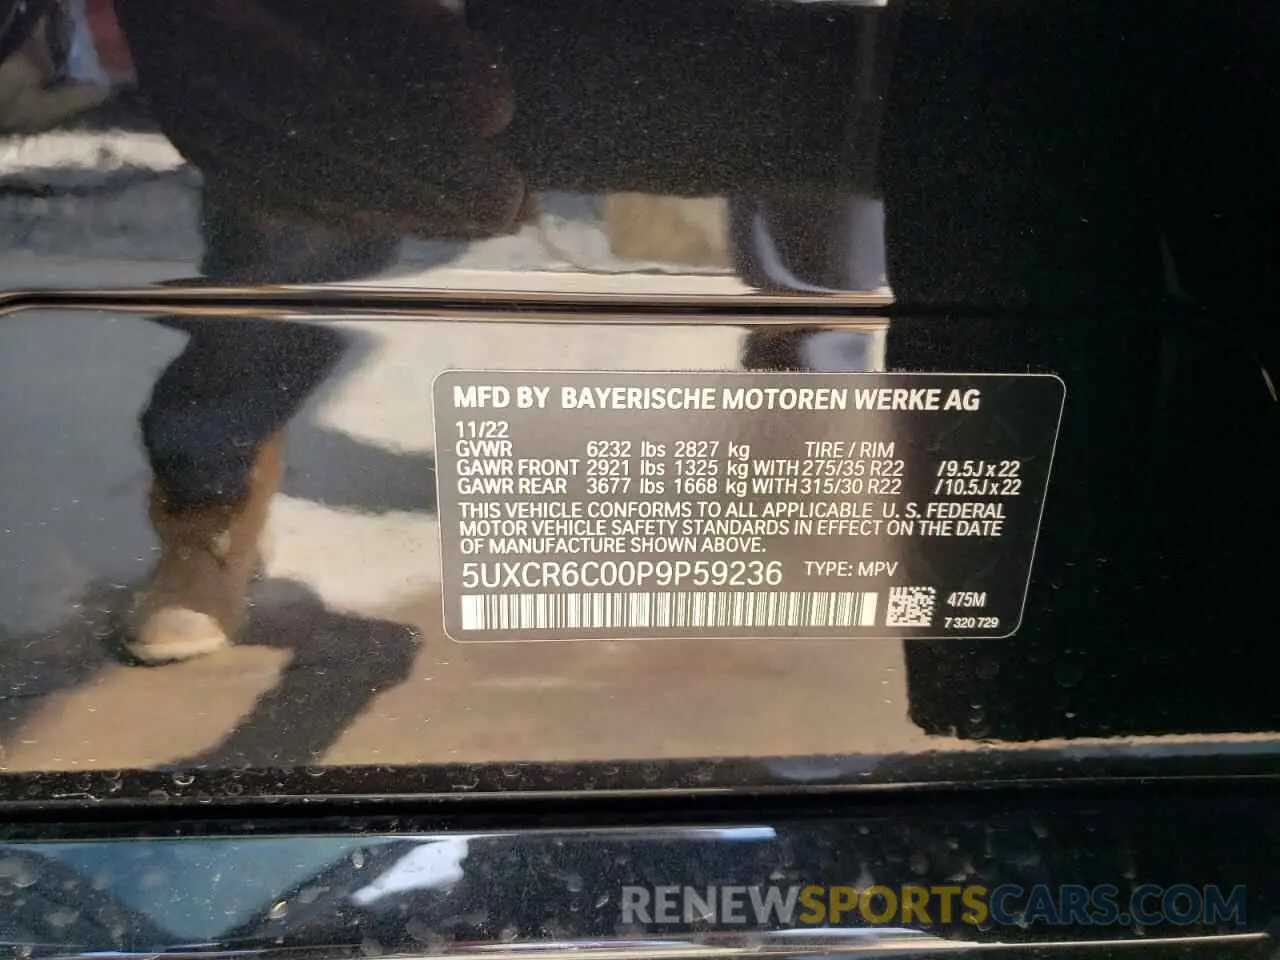 MFD BY BAYERISCHE MOTOREN WERKE AG
11/22
GVWR 6232 lbs 2827 kg TIRE / RIM
GAWR FRONT 2921 lbs 1325 kg WITH 275/35 R22 / 9.5J x 22
GAWR REAR 3677 lbs 1668 kg WITH 315/30 R22 / 10.5J x 22
THIS VEHICLE CONFORMS TO ALL APPLICABLE U. S. FEDERAL
MOTOR VEHICLE SAFETY STANDARDS IN EFFECT ON THE DATE
OF MANUFACTURE SHOWN ABOVE.
5UXCR6C00P9P59236 TYPE: MPV
475M
7 320 729
RENEWSPORTSCARS.COM